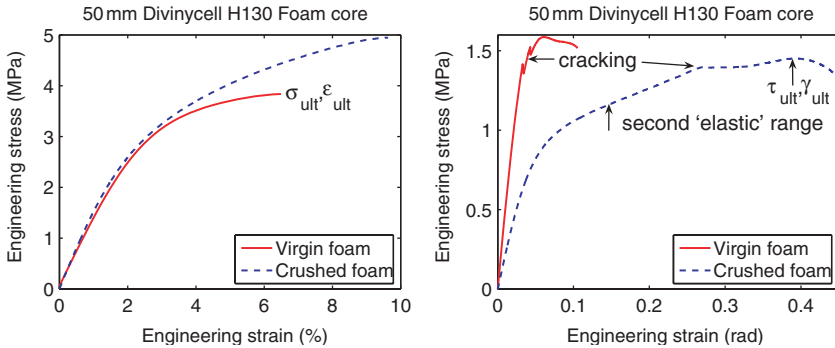 50 mm Divinycell H130 Foam core
Engineering stress (MPa)
5
4
3
2
1
0
σult,εult
Virgin foam
Crushed foam
0
2
4
6
8
10
Engineering strain (%)
50 mm Divinycell H130 Foam core
Engineering stress (MPa)
1.5
1
0.5
0
cracking
τult,γult
second ‘elastic’ range
Virgin foam
Crushed foam
0
0.1
0.2
0.3
0.4
Engineering strain (rad)